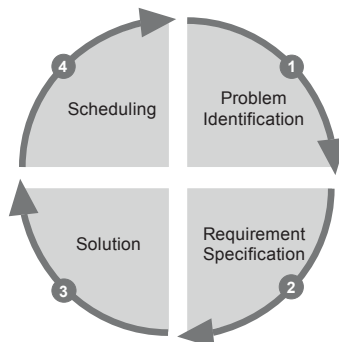 4
1
Scheduling
Problem
Identification
Solution
Requirement
Specification
3
2